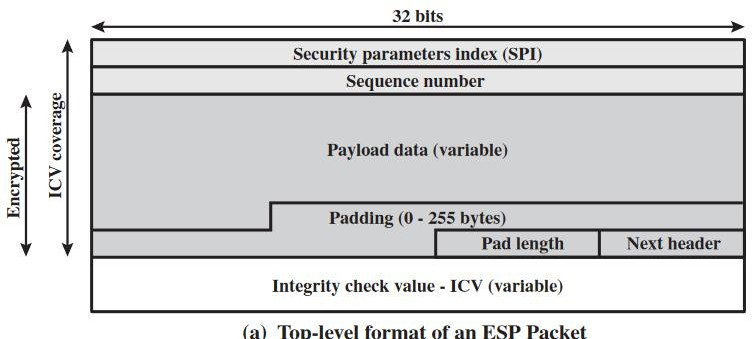 32 bits
Security parameters index (SPI)
Sequence number
ICV coverage
Encrypted
Payload data (variable)
Padding (0 - 255 bytes)
Pad length
Next header
Integrity check value - ICV (variable)
(a) Top-level format of an ESP Packet